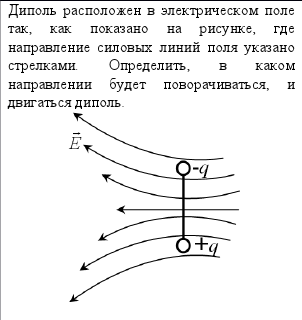 Диполь расположен в электрическом поле
так, как показано на рисунке, где
направление силовых линий поля указано
стрелками. Определить, в каком
направлении будет поворачиваться, и
двигаться диполь.
E
-q
+q